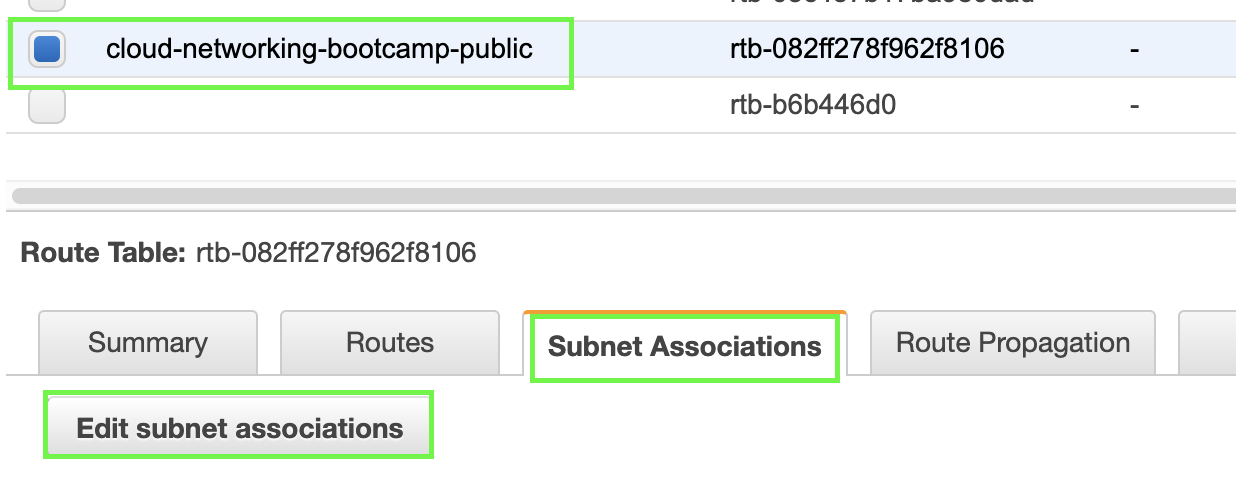 cloud-networking-bootcamp-public rtb-082ff278f962f8106 -
rtb-b6b446d0 -
Route Table: rtb-082ff278f962f8106
Summary Routes Subnet Associations Route Propagation
Edit subnet associations